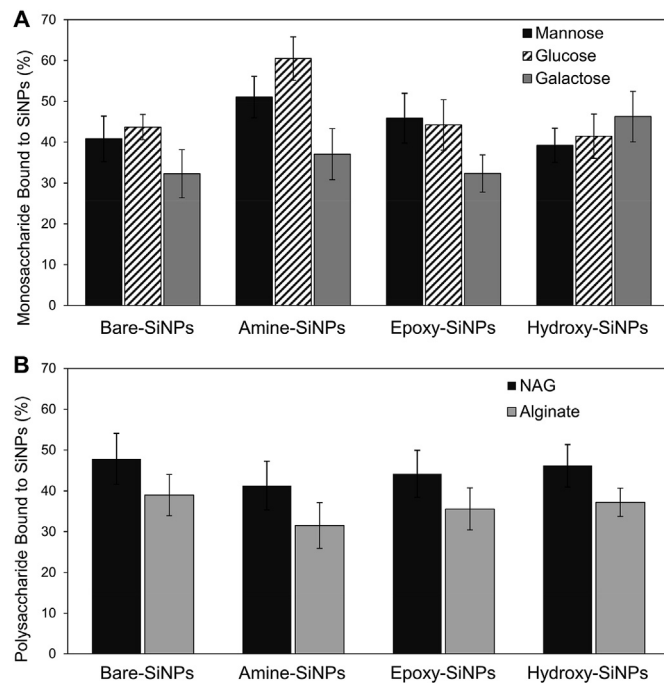 A
Monosaccharide Bound to SiNPs (%)
70
60
50
40
30
20
10
0
Mannose
Glucose
Galactose
Bare-SiNPs Amine-SiNPs Epoxy-SiNPs Hydroxy-SiNPs
B
Polysaccharide Bound to SiNPs (%)
70
60
50
40
30
20
10
0
NAG
Alginate
Bare-SiNPs Amine-SiNPs Epoxy-SiNPs Hydroxy-SiNPs